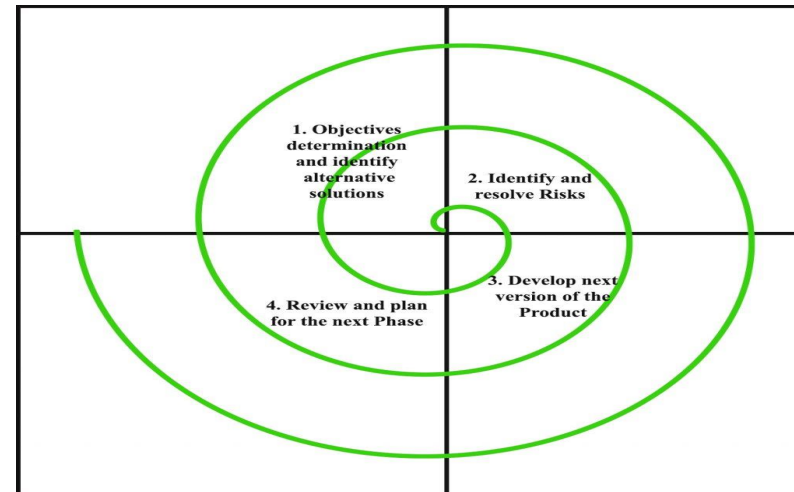 1. Objectives
determination
and identify
alternative
solutions
2. Identify and
resolve Risks
3. Develop next
version of the
Product
4. Review and plan
for the next Phase